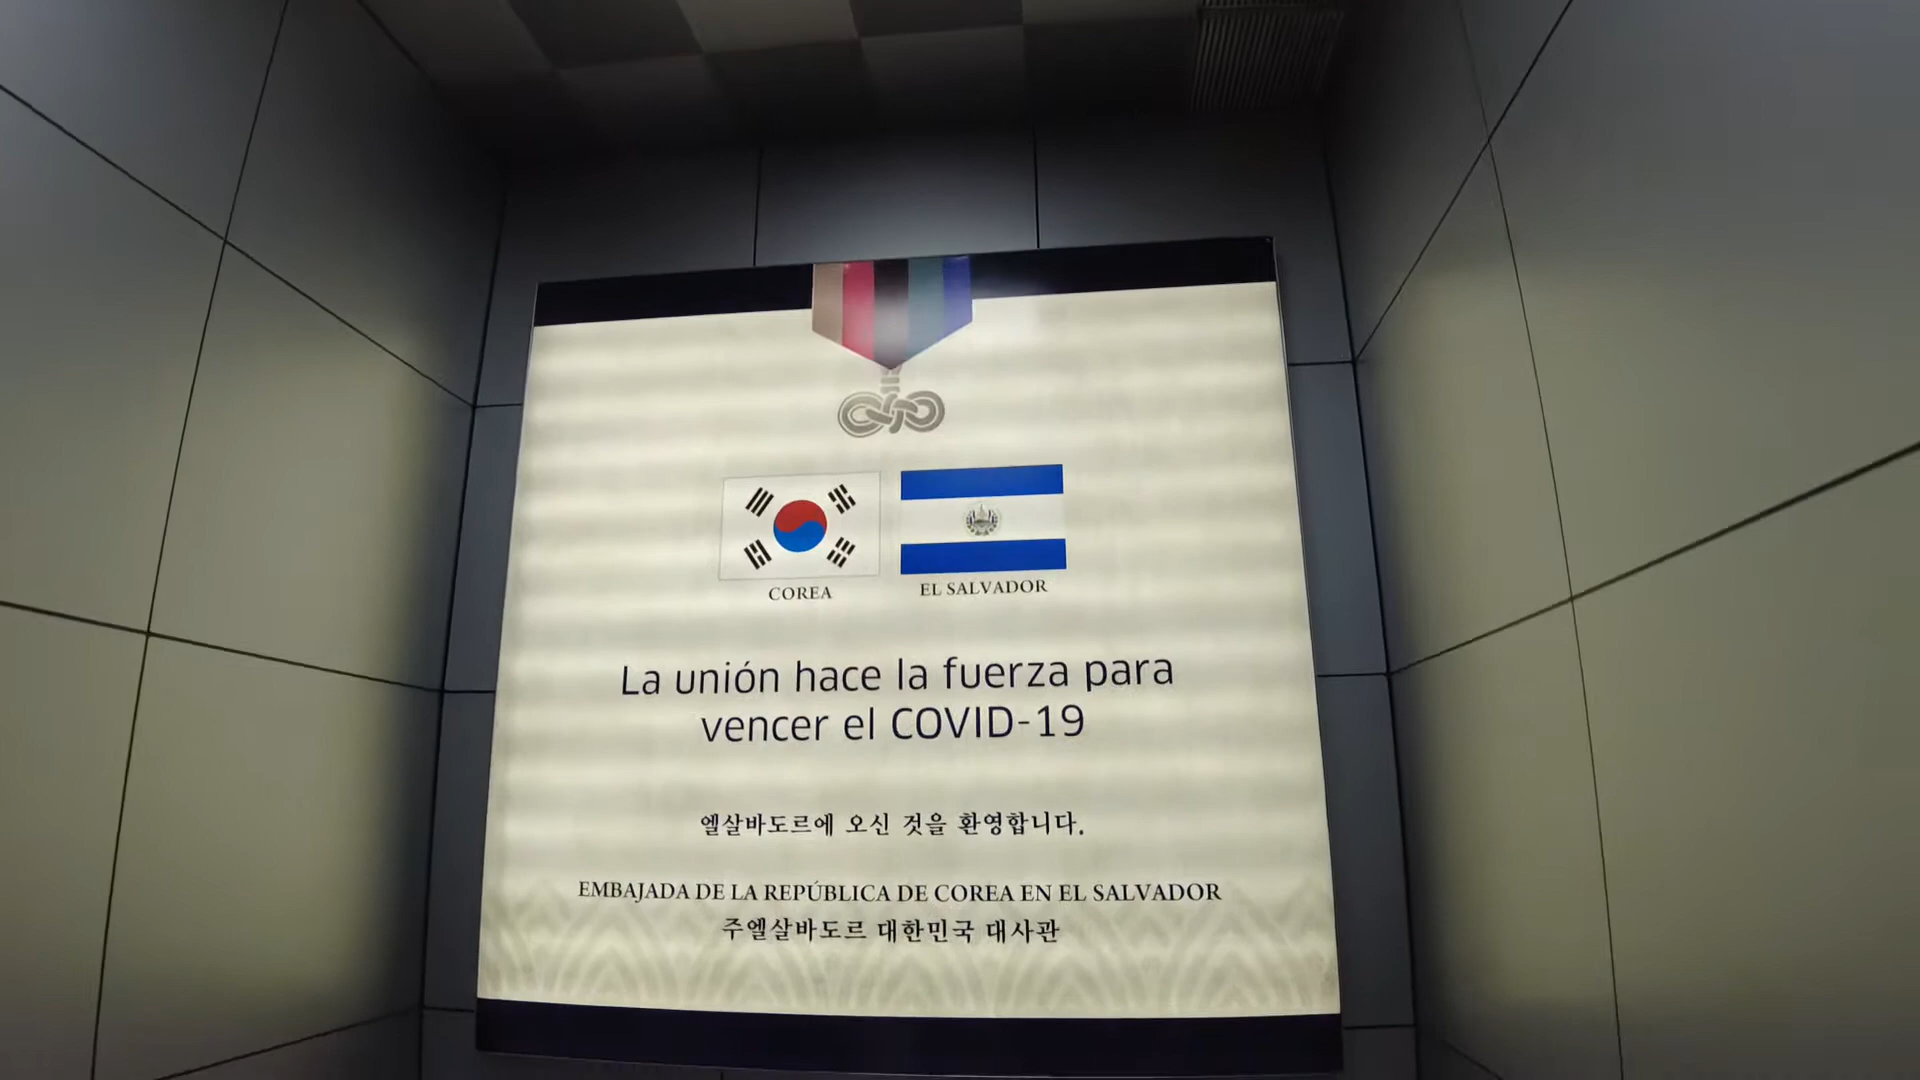 COREA
EL SALVADOR
La unión hace la fuerza para
vencer el COVID-19
엘살바도르에 오신 것을 환영합니다.
EMBAJADA DE LA REPÚBLICA DE COREA EN EL SALVADOR
주엘살바도르 대한민국 대사관